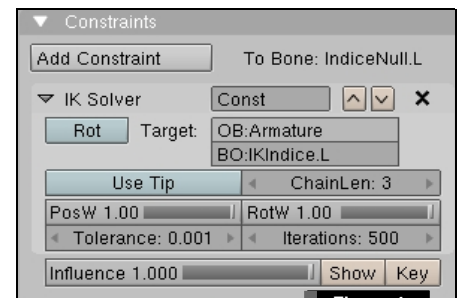 Constraints
Add Constraint To Bone: IndiceNull.L
IK Solver Const
Rot Target: OB:Armature
BO:IKIndice.L
Use Tip ChainLen: 3
PosW 1.00 RotW 1.00
Tolerance: 0.001 Iterations: 500
Influence 1.000 Show Key